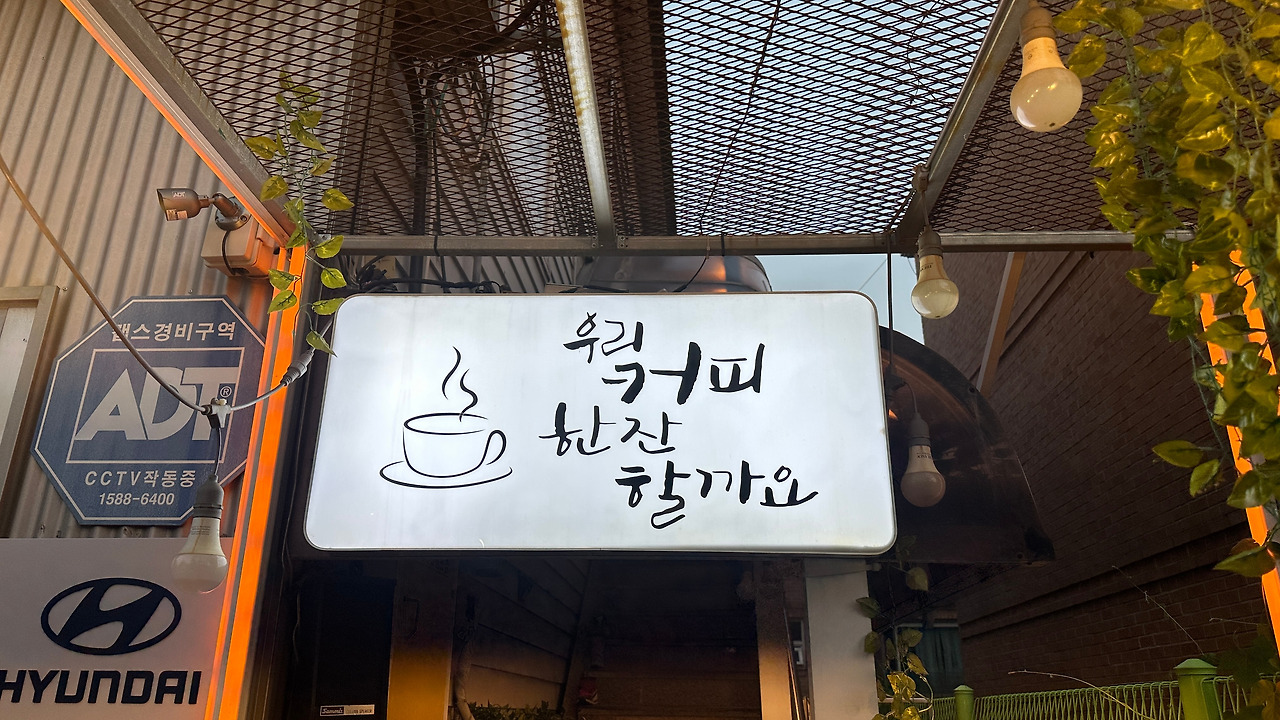 캡스경비구역
ADT®
CCTV작동중
1588-6400
HYUNDAI
우리
커피
한잔
할까요